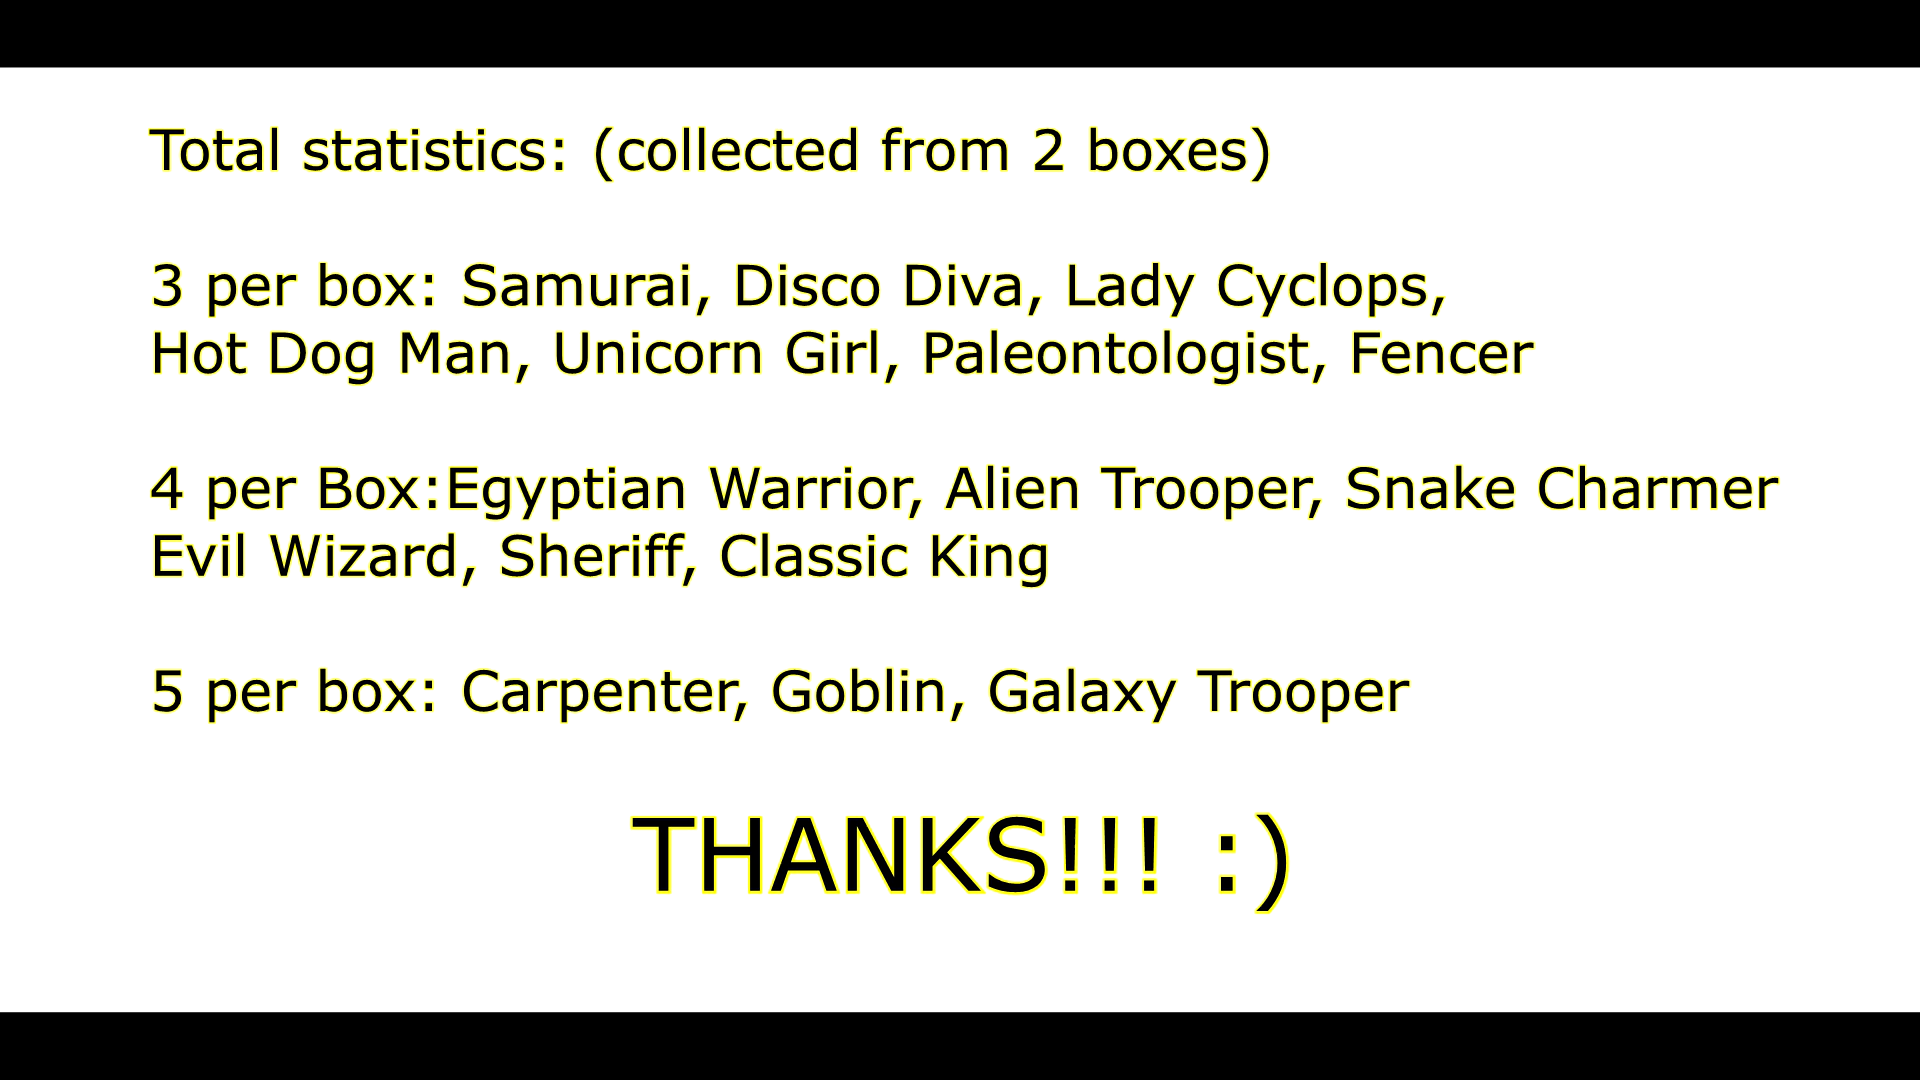 Total statistics: (collected from 2 boxes)
3 per box: Samurai, Disco Diva, Lady Cyclops,
Hot Dog Man, Unicorn Girl, Paleontologist, Fencer
4 per Box:Egyptian Warrior, Alien Trooper, Snake Charmer
Evil Wizard, Sheriff, Classic King
5 per box: Carpenter, Goblin, Galaxy Trooper
THANKS!!! :)